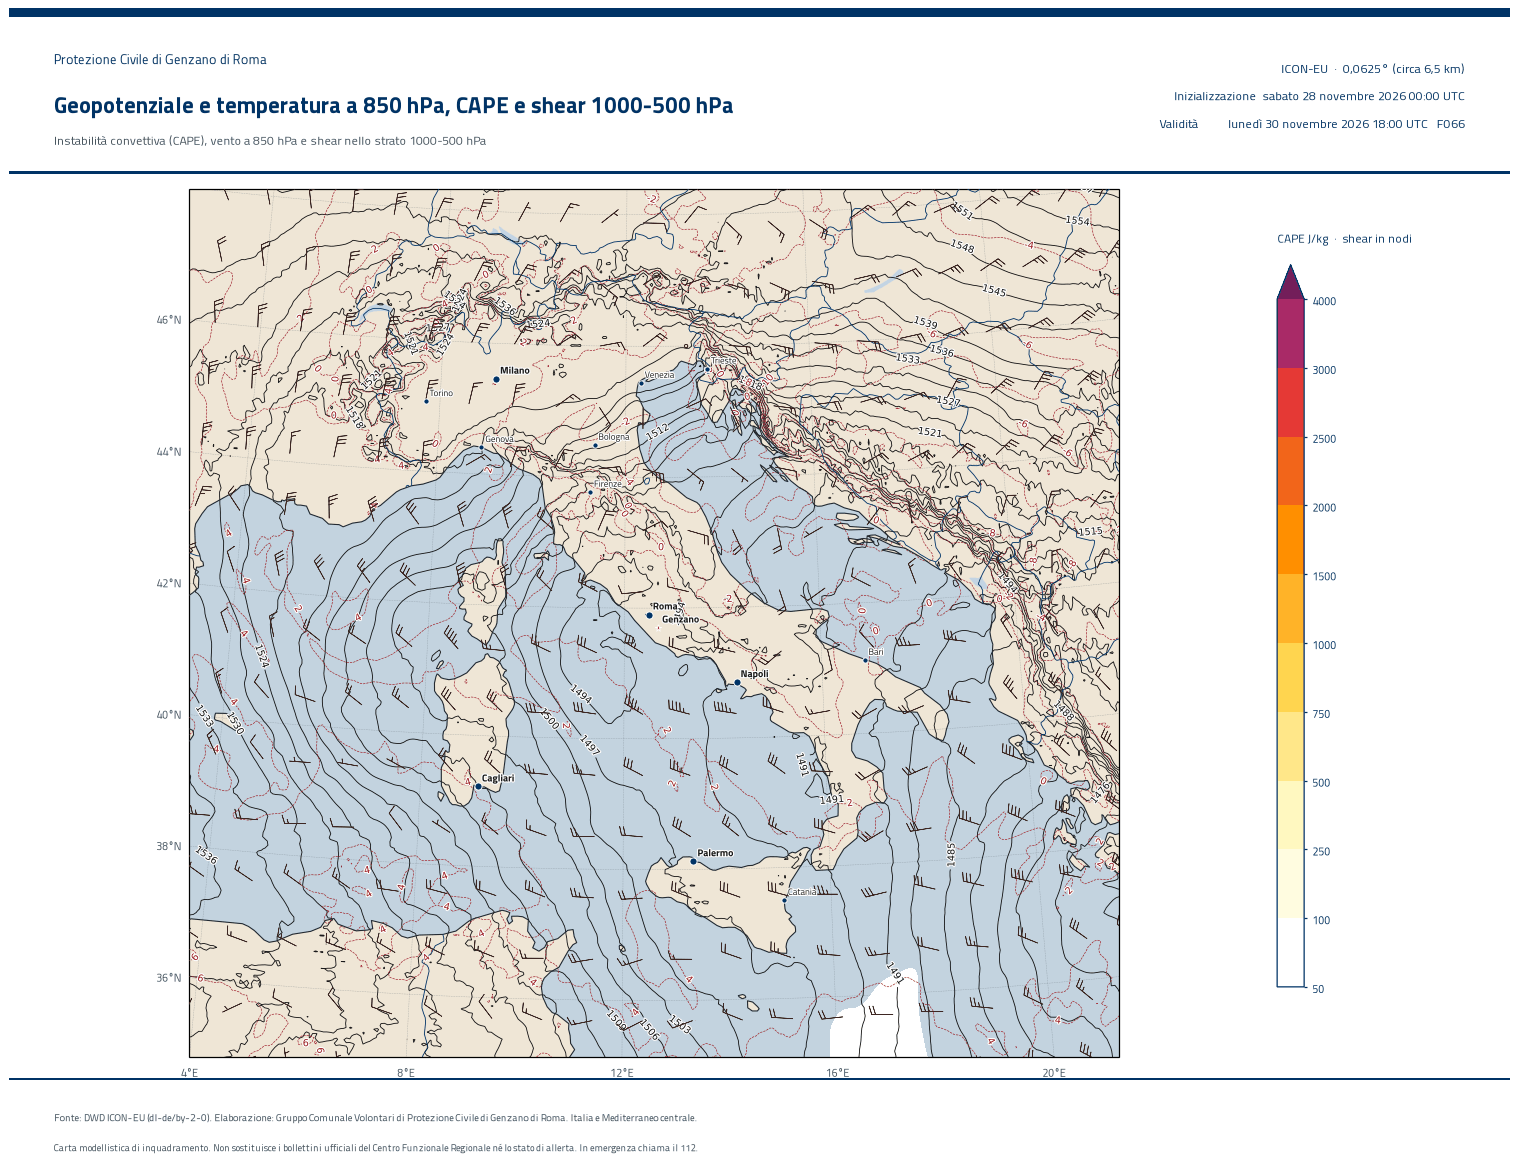 Protezione Civile di Genzano di Roma
Geopotenziale e temperatura a 850 hPa, CAPE e shear 1000-500 hPa
Instabilità convettiva (CAPE), vento a 850 hPa e shear nello strato 1000-500 hPa
ICON-EU · 0,0625° (circa 6,5 km)
Inizializzazione sabato 28 novembre 2026 00:00 UTC
Validità lunedì 30 novembre 2026 18:00 UTC F066
CAPE J/kg · shear in nodi
4000
3000
2500
2000
1500
1000
750
500
250
100
50
46°N
44°N
42°N
40°N
38°N
36°N
4°E
8°E
12°E
16°E
20°E
1551
1554
1548
1545
1539
1536
1533
1527
1521
1515
1536
1524
1524
1518
1512
Milano
Torino
Venezia
Trieste
Genova
Bologna
Firenze
Roma
Genzano
Napoli
Bari
Cagliari
Palermo
Catania
1524
1533
1530
1536
1494
1500
1497
1491
1491
1488
1485
1491
1509
1506
1503
Fonte: DWD ICON-EU (dl-de/by-2-0). Elaborazione: Gruppo Comunale Volontari di Protezione Civile di Genzano di Roma. Italia e Mediterraneo centrale.
Carta modellistica di inquadramento. Non sostituisce i bollettini ufficiali del Centro Funzionale Regionale né lo stato di allerta. In emergenza chiama il 112.